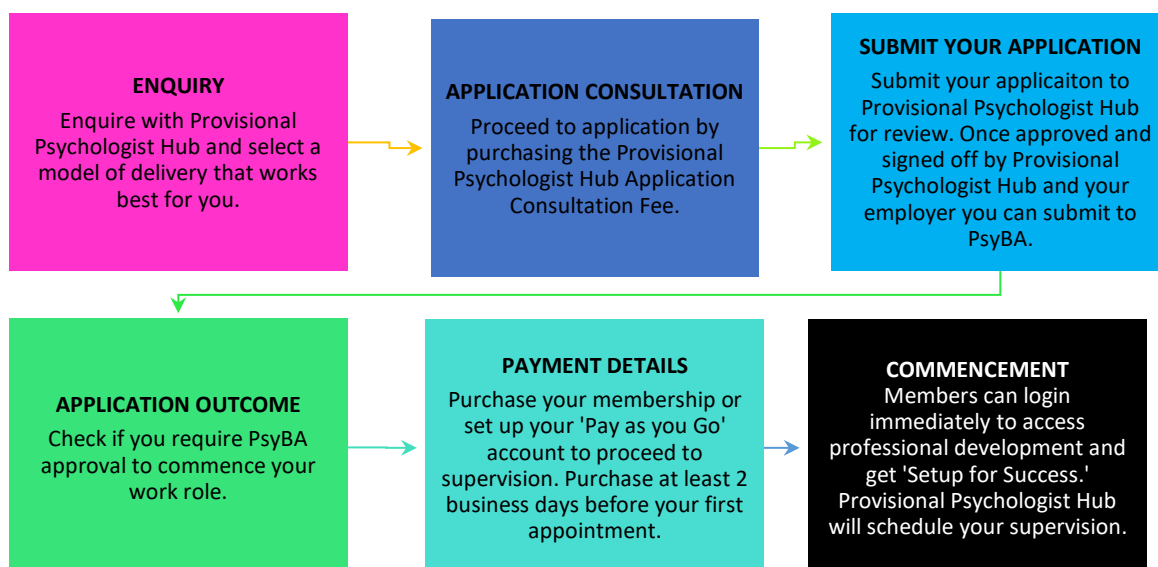 ENQUIRY
Enquire with Provisional
Psychologist Hub and select a
model of delivery that works
best for you.
APPLICATION CONSULTATION
Proceed to application by
purchasing the Provisional
Psychologist Hub Application
Consultation Fee.
SUBMIT YOUR APPLICATION
Submit your applicaiton to
Provisional Psychologist Hub
for review. Once approved and
signed off by Provisional
Psychologist Hub and your
employer you can submit to
PsyBA.
APPLICATION OUTCOME
Check if you require PsyBA
approval to commence your
work role.
PAYMENT DETAILS
Purchase your membership or
set up your 'Pay as you Go'
account to proceed to
supervision. Purchase at least 2
business days before your first
appointment.
COMMENCEMENT
Members can login
immediately to access
professional development and
get 'Setup for Success.'
Provisional Psychologist Hub
will schedule your supervision.